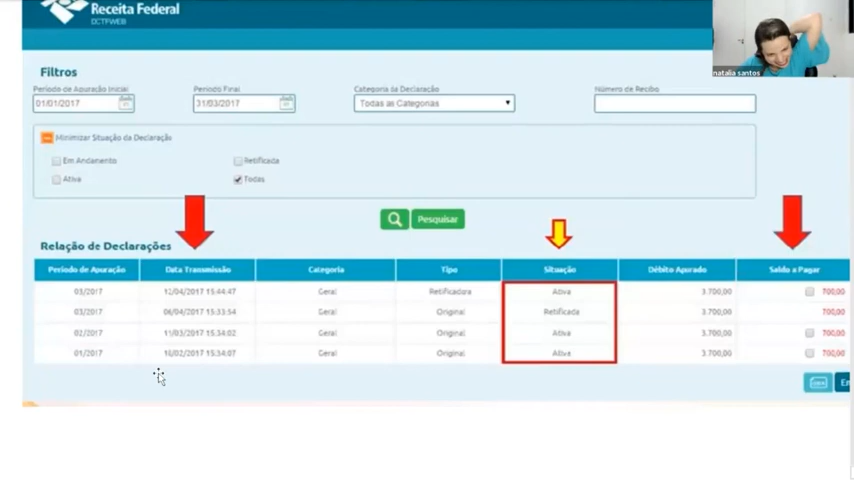 Receita Federal
DCTFWEB
natalia santos
Filtros
Período de Apuração Inicial Período Final Categoria da Declaração Número de Recibo
01/01/2017 31/03/2017 Todas as Categorias
Minimizar Situação da Declaração
Em Andamento Retificada
Ativa Todas
Pesquisar
Relação de Declarações
Período de Apuração Data Transmissão Categoria Tipo Situação Débito Apurado Saldo a Pagar
03/2017 12/04/2017 15:44:47 Geral Retificadora Ativa 3.700,00 700,00
03/2017 06/04/2017 15:33:54 Geral Original Retificada 3.700,00 700,00
02/2017 11/03/2017 15:34:02 Geral Original Ativa 3.700,00 700,00
01/2017 10/02/2017 15:34:07 Geral Original Ativa 3.700,00 700,00